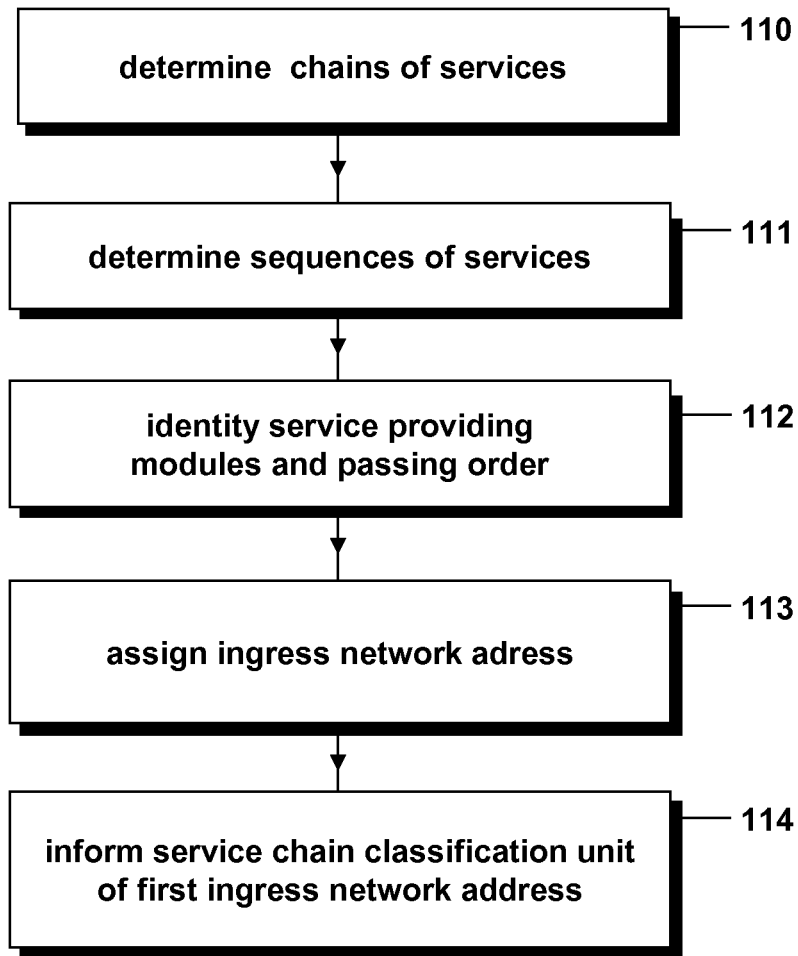 determine chains of services
110
determine sequences of services
111
identity service providing
modules and passing order
112
assign ingress network adress
113
inform service chain classification unit
of first ingress network address
114